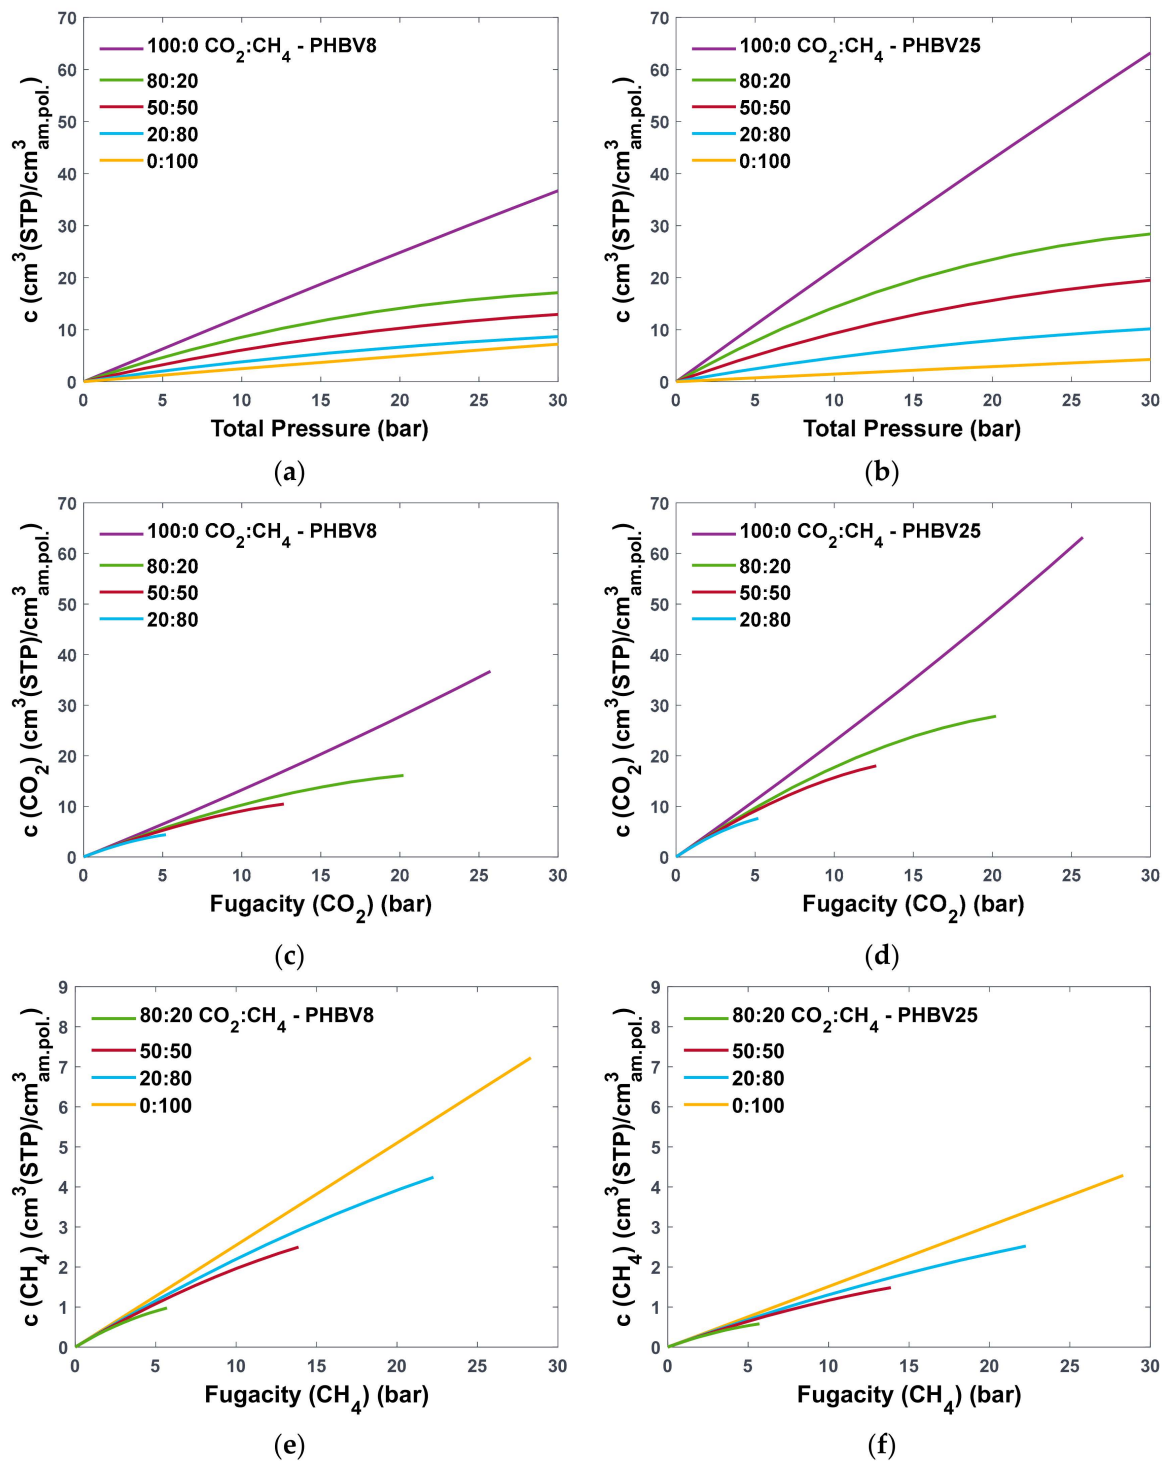 70
60
50
40
30
20
10
0
c (cm³(STP)/cm³am.pol.)
100:0 CO₂:CH₄ - PHBV8
80:20
50:50
20:80
0:100
0 5 10 15 20 25 30
Total Pressure (bar)
(a)
70
60
50
40
30
20
10
0
c (cm³(STP)/cm³am.pol.)
100:0 CO₂:CH₄ - PHBV25
80:20
50:50
20:80
0:100
0 5 10 15 20 25 30
Total Pressure (bar)
(b)
70
60
50
40
30
20
10
0
c (CO₂) (cm³(STP)/cm³am.pol.)
100:0 CO₂:CH₄ - PHBV8
80:20
50:50
20:80
0 5 10 15 20 25 30
Fugacity (CO₂) (bar)
(c)
70
60
50
40
30
20
10
0
c (CO₂) (cm³(STP)/cm³am.pol.)
100:0 CO₂:CH₄ - PHBV25
80:20
50:50
20:80
0 5 10 15 20 25 30
Fugacity (CO₂) (bar)
(d)
9
8
7
6
5
4
3
2
1
0
c (CH₄) (cm³(STP)/cm³am.pol.)
80:20 CO₂:CH₄ - PHBV8
50:50
20:80
0:100
0 5 10 15 20 25 30
Fugacity (CH₄) (bar)
(e)
9
8
7
6
5
4
3
2
1
0
c (CH₄) (cm³(STP)/cm³am.pol.)
80:20 CO₂:CH₄ - PHBV25
50:50
20:80
0:100
0 5 10 15 20 25 30
Fugacity (CH₄) (bar)
(f)